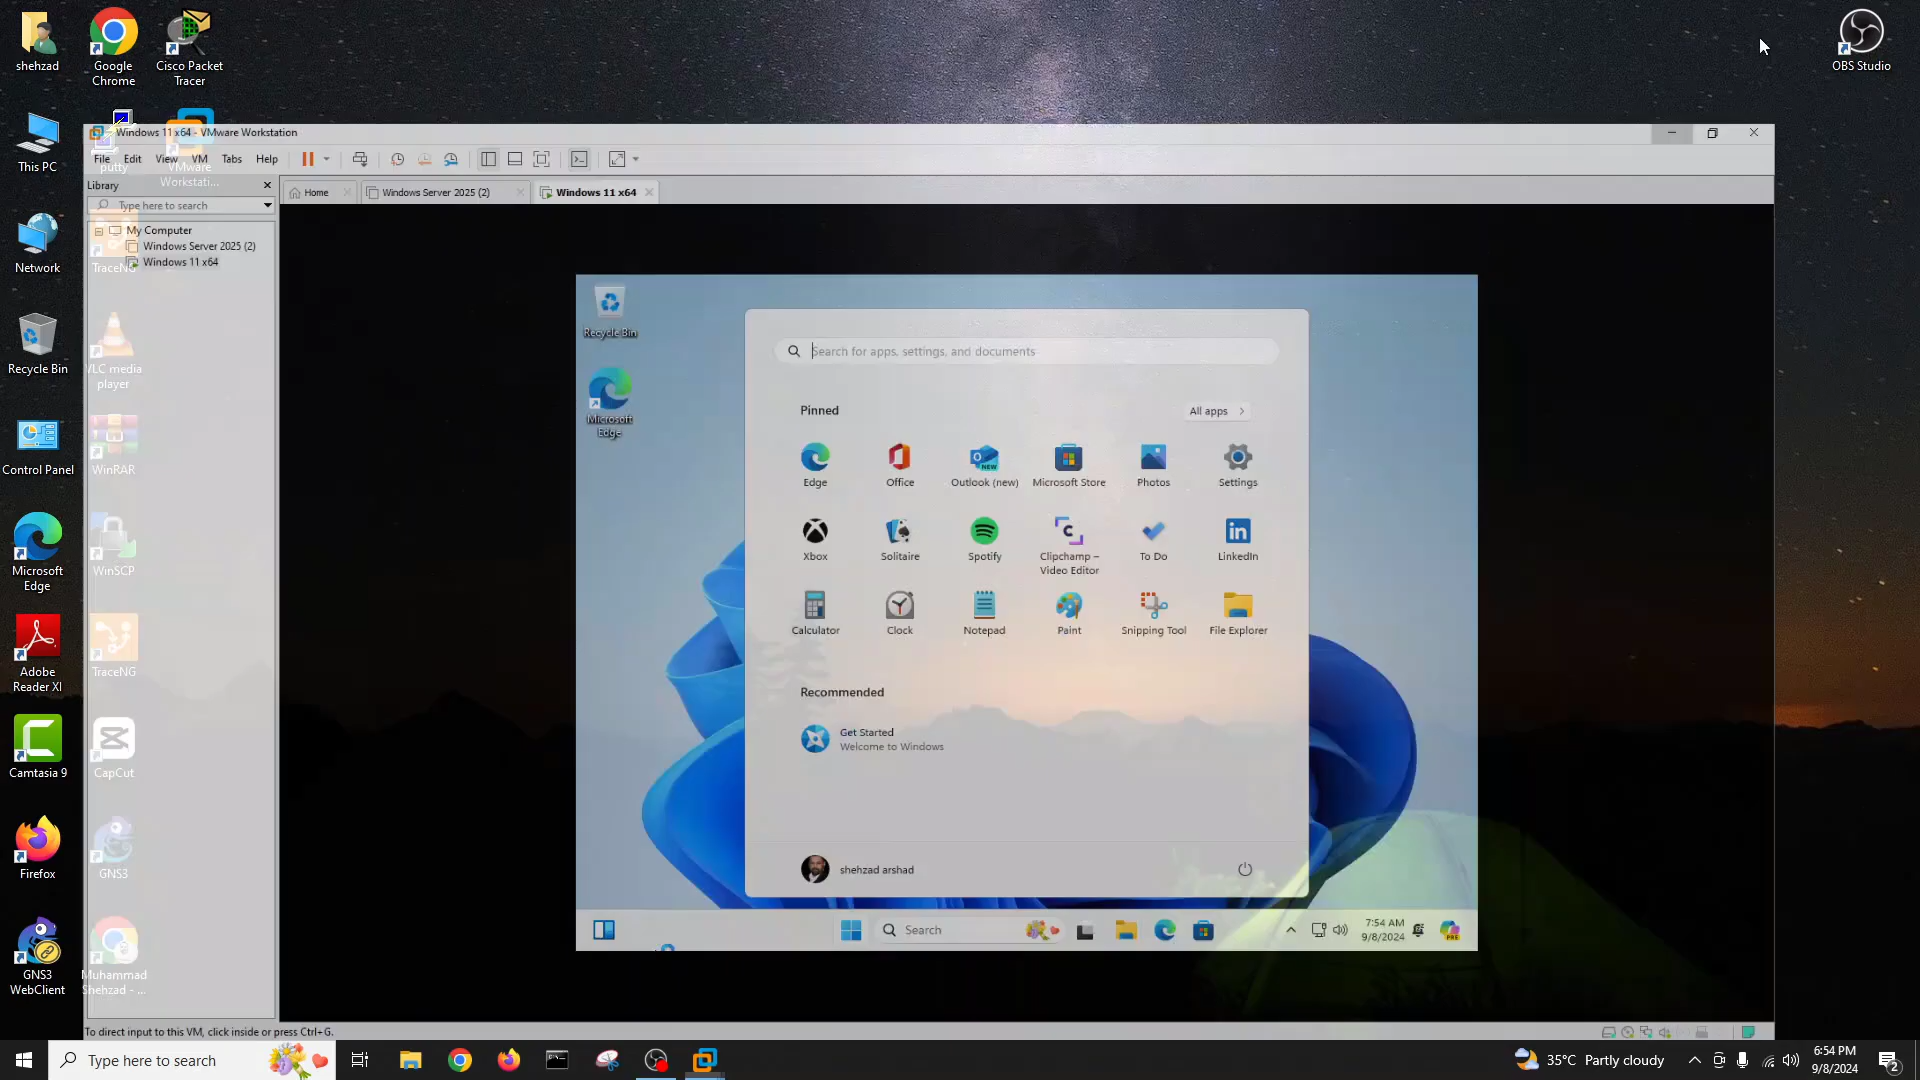 shehzad
Google
Chrome
Cisco Packet
Tracer
OBS Studio
This PC
putty
VMware
Workstati...
Network
TraceNG
Recycle Bin
VLC media
player
Control Panel
WinRAR
Microsoft
Edge
WinSCP
Adobe
Reader XI
TraceNG
Camtasia 9
CapCut
Firefox
GNS3
GNS3
WebClient
Muhammad
Shehzad - ...
Windows 11 x64 - VMware Workstation
File Edit View VM Tabs Help
Library
Type here to search
My Computer
Windows Server 2025 (2)
Windows 11 x64
Home
Windows Server 2025 (2)
Windows 11 x64
Recycle Bin
Microsoft
Edge
Search for apps, settings, and documents
Pinned
All apps
Edge
Office
NEW
Outlook (new)
Microsoft Store
Photos
Settings
Xbox
Solitaire
Spotify
Clipchamp –
Video Editor
To Do
LinkedIn
Calculator
Clock
Notepad
Paint
Snipping Tool
File Explorer
Recommended
Get Started
Welcome to Windows
shehzad arshad
Search
7:54 AM
9/8/2024
PRE
To direct input to this VM, click inside or press Ctrl+G.
Type here to search
35°C Partly cloudy
6:54 PM
9/8/2024
2